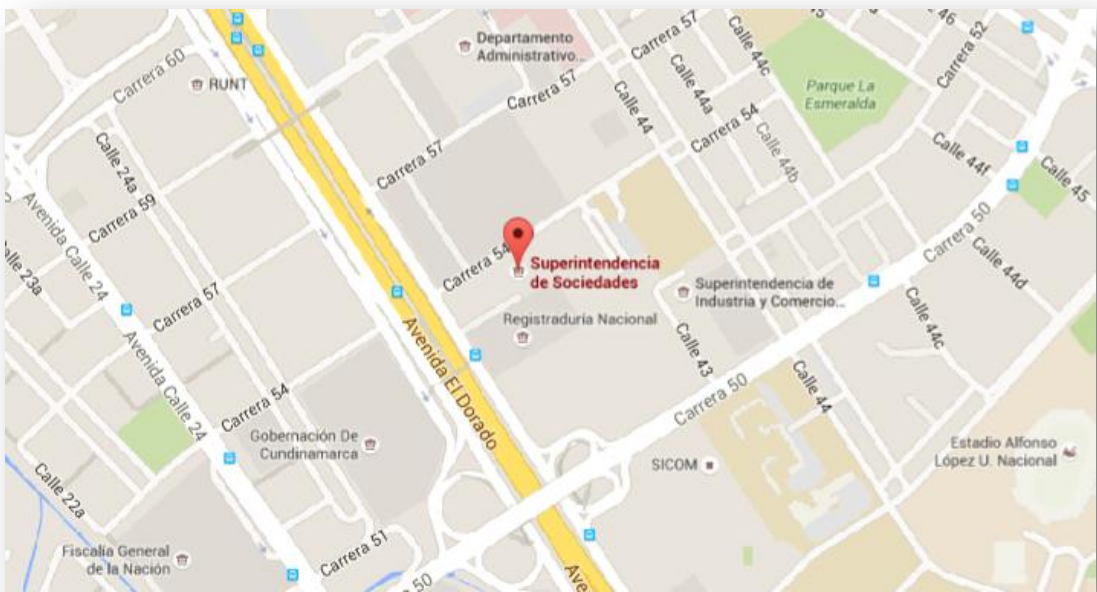 Departamento
Administrativo...
Carrera 57
Calle 44c
Calle 46
Carrera 52
Carrera 60
RUNT
Carrera 57
Calle 44a
Parque La
Esmeralda
Calle 44
Carrera 54
Calle 44b
Calle 44f
Calle 45
Calle 24a
Carrera 57
Avenida Calle 24
Carrera 59
Calle 23a
Carrera 54
Superintendencia
de Sociedades
Carrera 50
Superintendencia de
Industria y Comercio...
Calle 44d
Carrera 57
Registraduría Nacional
Avenida El Dorado
Calle 43
Calle 44c
Avenida Calle 24
Carrera 54
Carrera 50
Calle 44
Gobernación De
Cundinamarca
SICOM
Estadio Alfonso
López U. Nacional
Calle 22a
Fiscalía General
de la Nación
Carrera 51
50
Ave